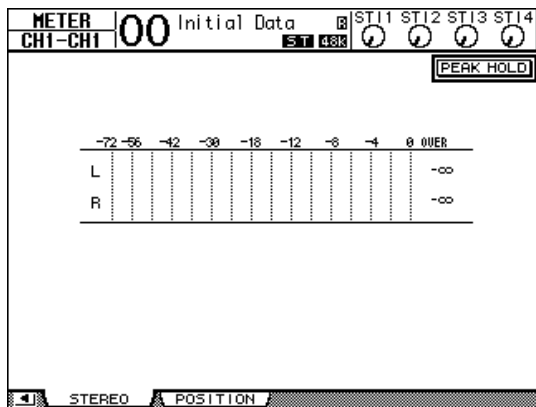 METER
CH1-CH1
00
Initial Data R
ST 48K
STI1 STI2 STI3 STI4
PEAK HOLD
-72 -56 -42 -30 -18 -12 -8 -4 0 OVER
L -∞
R -∞
STEREO POSITION